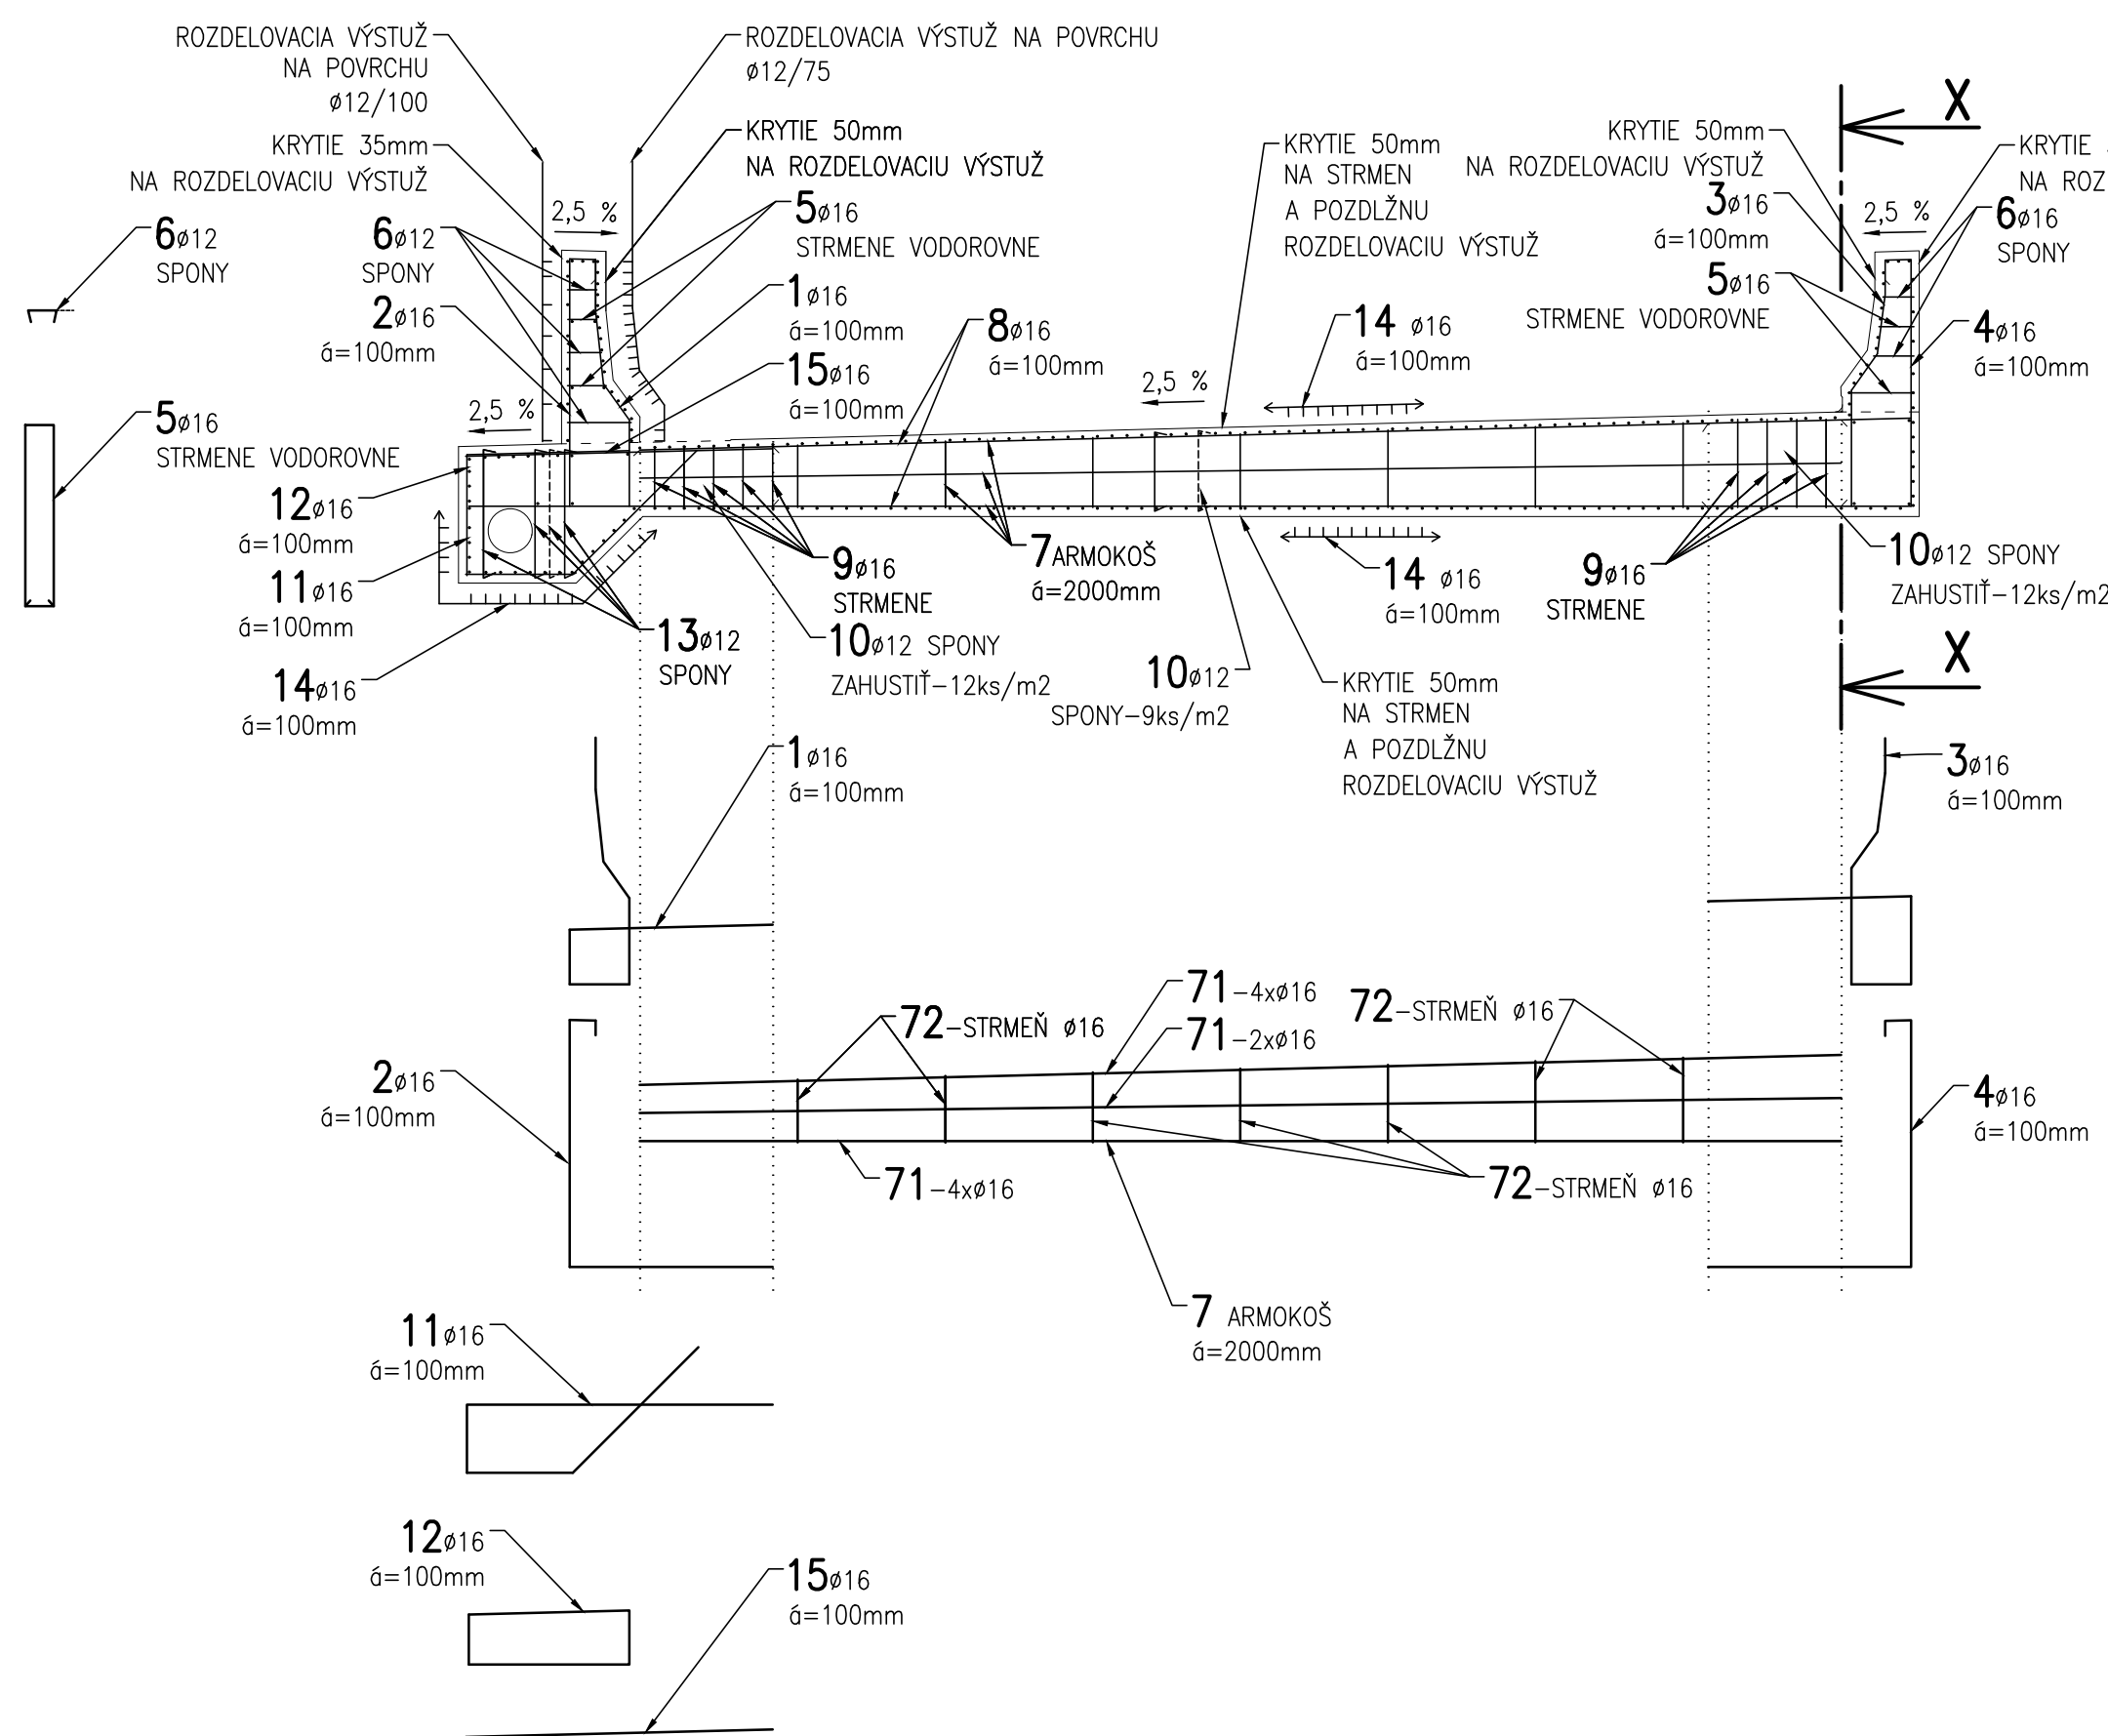 ROZDELOVACIA VÝSTUŽ
NA POVRCHU
ø12/100
ROZDELOVACIA VÝSTUŽ NA POVRCHU
ø12/75
KRYTIE 35mm
NA ROZDELOVACIU VÝSTUŽ
KRYTIE 50mm
NA ROZDELOVACIU VÝSTUŽ
KRYTIE 50mm
NA STRMEN
A POZDLŽNU
ROZDELOVACIU VÝSTUŽ
KRYTIE 50mm
NA ROZDELOVACIU VÝSTUŽ
X
KRYTIE
NA ROZ
6ø12
SPONY
6ø12
SPONY
2,5 %
5ø16
STRMENE VODOROVNE
3ø16
á=100mm
2,5 %
6ø16
SPONY
2ø16
á=100mm
1ø16
á=100mm
8ø16
á=100mm
14 ø16
á=100mm
5ø16
STRMENE VODOROVNE
4ø16
á=100mm
15ø16
á=100mm
2,5 %
2,5 %
5ø16
STRMENE VODOROVNE
12ø16
á=100mm
11ø16
á=100mm
14ø16
á=100mm
13ø12
SPONY
9ø16
STRMENE
10ø12 SPONY
ZAHUSTIŤ-12ks/m2
7ARMOKOŠ
á=2000mm
10ø12
SPONY-9ks/m2
14 ø16
á=100mm
KRYTIE 50mm
NA STRMEN
A POZDLŽNU
ROZDELOVACIU VÝSTUŽ
9ø16
STRMENE
10ø12 SPONY
ZAHUSTIŤ-12ks/m2
X
1ø16
á=100mm
3ø16
á=100mm
72-STRMEŇ ø16
71-4xø16
71-2xø16
72-STRMEŇ ø16
2ø16
á=100mm
4ø16
á=100mm
71-4xø16
72-STRMEŇ ø16
7 ARMOKOŠ
á=2000mm
11ø16
á=100mm
12ø16
á=100mm
15ø16
á=100mm